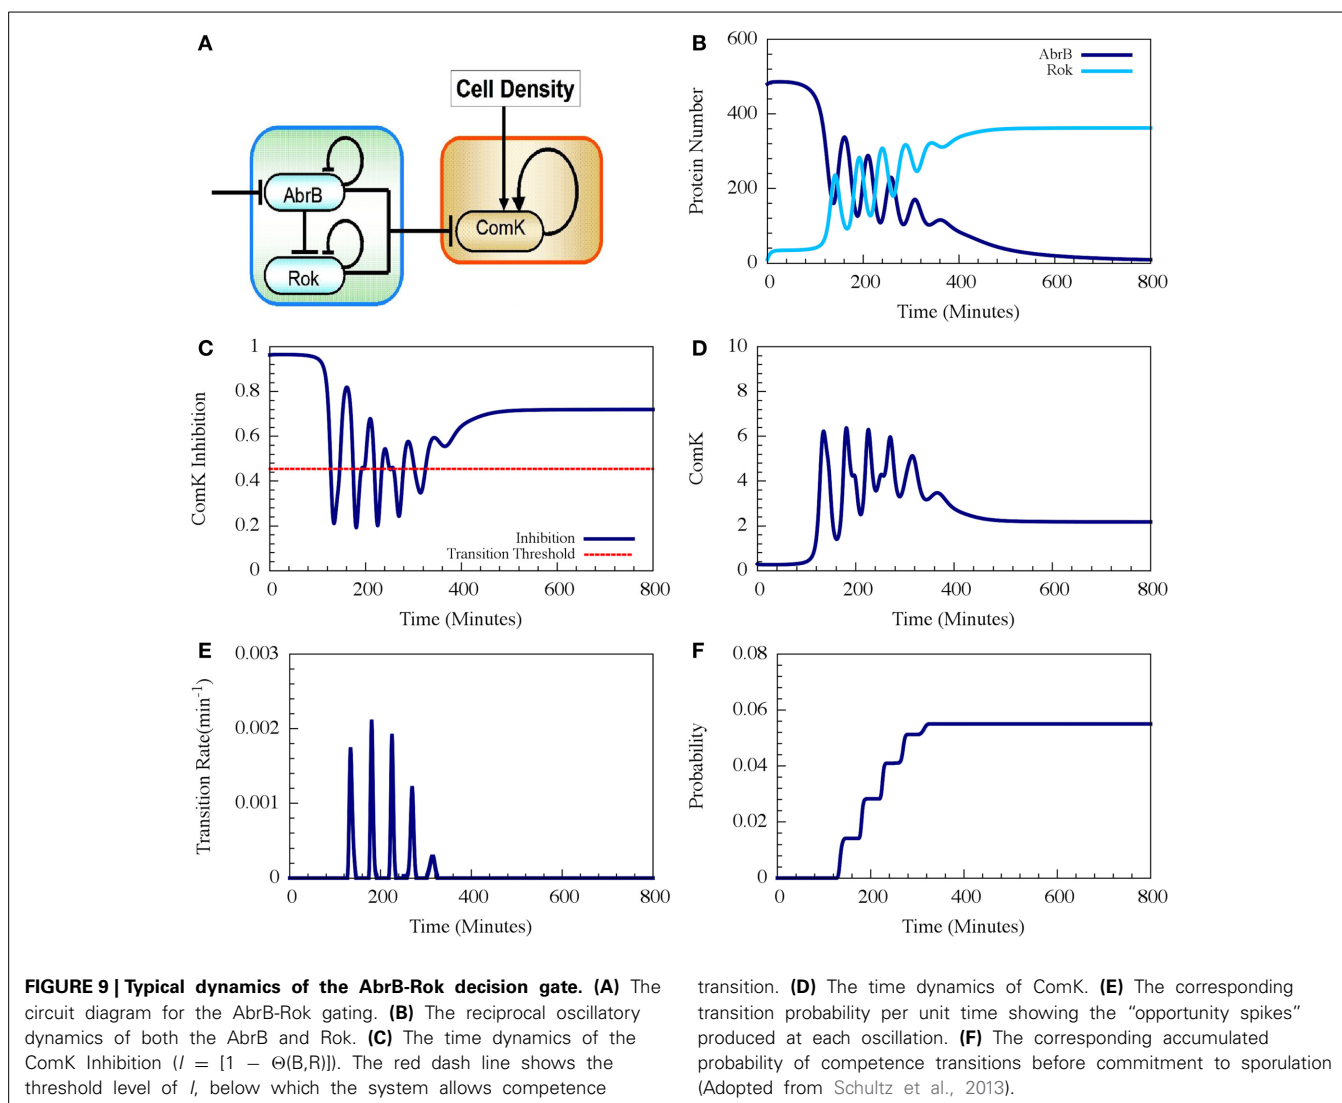 A
Cell Density
AbrB
Rok
ComK
B
600
400
200
0
Protein Number
AbrB
Rok
0
200
400
600
800
Time (Minutes)
C
1
0.8
0.6
0.4
0.2
0
ComK Inhibition
Inhibition
Transition Threshold
0
200
400
600
800
Time (Minutes)
D
10
8
6
4
2
0
ComK
0
200
400
600
800
Time (Minutes)
E
0.003
0.002
0.001
0
Transition Rate(min⁻¹)
0
200
400
600
800
Time (Minutes)
F
0.08
0.06
0.04
0.02
0
Probability
0
200
400
600
800
Time (Minutes)
FIGURE 9 | Typical dynamics of the AbrB-Rok decision gate. (A) The
circuit diagram for the AbrB-Rok gating. (B) The reciprocal oscillatory
dynamics of both the AbrB and Rok. (C) The time dynamics of the
ComK Inhibition (I = [1 − Θ(B,R)]). The red dash line shows the
threshold level of I, below which the system allows competence
transition. (D) The time dynamics of ComK. (E) The corresponding
transition probability per unit time showing the "opportunity spikes"
produced at each oscillation. (F) The corresponding accumulated
probability of competence transitions before commitment to sporulation
(Adopted from Schultz et al., 2013).